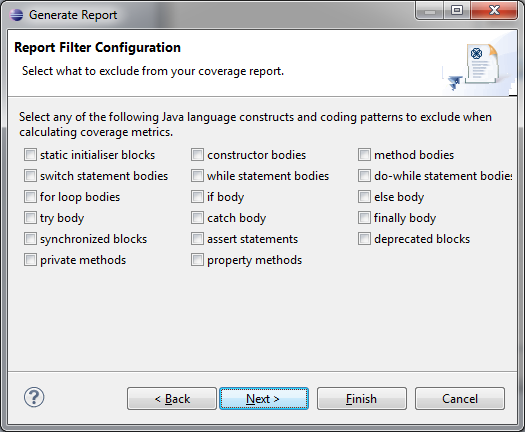 Generate Report
Report Filter Configuration
Select what to exclude from your coverage report.
Select any of the following Java language constructs and coding patterns to exclude when
calculating coverage metrics.
static initialiser blocks constructor bodies method bodies
switch statement bodies while statement bodies do-while statement bodies
for loop bodies if body else body
try body catch body finally body
synchronized blocks assert statements deprecated blocks
private methods property methods
? < Back Next > Finish Cancel